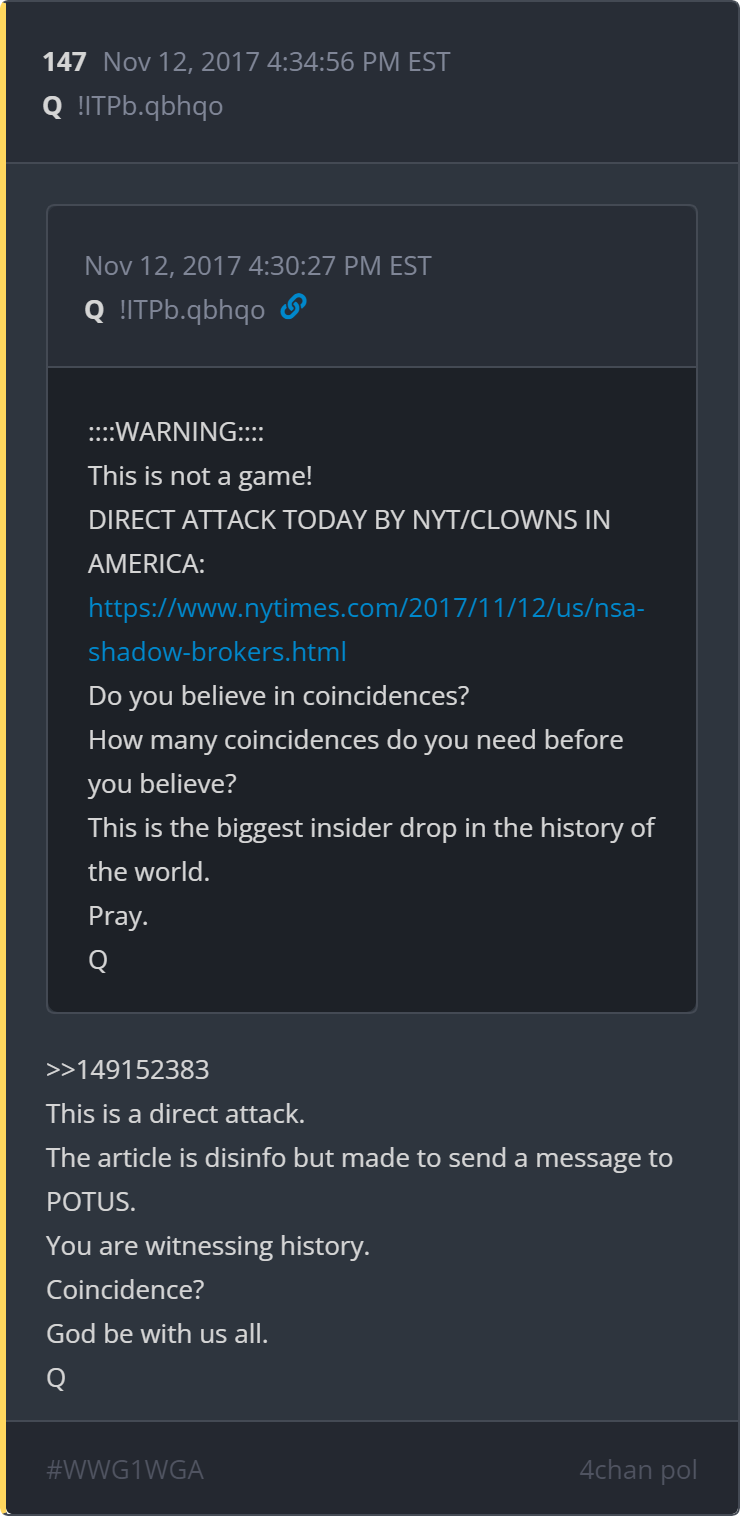 147 Nov 12, 2017 4:34:56 PM EST
Q !ITPb.qbhqo
Nov 12, 2017 4:30:27 PM EST
Q !ITPb.qbhqo
::::WARNING::::
This is not a game!
DIRECT ATTACK TODAY BY NYT/CLOWNS IN
AMERICA:
https://www.nytimes.com/2017/11/12/us/nsa-
shadow-brokers.html
Do you believe in coincidences?
How many coincidences do you need before
you believe?
This is the biggest insider drop in the history of
the world.
Pray.
Q
>>149152383
This is a direct attack.
The article is disinfo but made to send a message to
POTUS.
You are witnessing history.
Coincidence?
God be with us all.
Q
#WWG1WGA 4chan pol